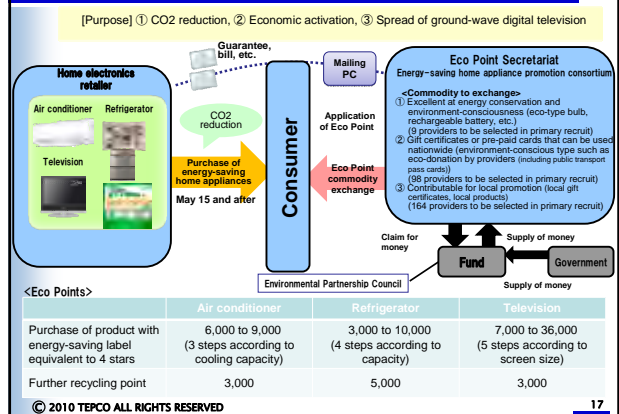 [Purpose] ① CO2 reduction, ② Economic activation, ③ Spread of ground-wave digital television
Guarantee,
bill, etc.
Mailing
PC
Home electronics
retailer
Air conditioner
Refrigerator
Television
CO2
reduction
Purchase of
energy-saving
home appliances
May 15 and after
Consumer
Application
of Eco Point
Eco Point
commodity
exchange
Eco Point Secretariat
Energy-saving home appliance promotion consortium
<Commodity to exchange>
① Excellent at energy conservation and
environment-consciousness (eco-type bulb,
rechargeable battery, etc.)
(9 providers to be selected in primary recruit)
② Gift certificates or pre-paid cards that can be used
nationwide (environment-conscious type such as
eco-donation by providers (including public transport
pass cards))
(98 providers to be selected in primary recruit)
③ Contributable for local promotion (local gift
certificates, local products)
(164 providers to be selected in primary recruit)
Claim for
money
Supply of money
Fund
Government
Supply of money
Environmental Partnership Council
<Eco Points>
Air conditioner
Refrigerator
Television
Purchase of product with
energy-saving label
equivalent to 4 stars
6,000 to 9,000
(3 steps according to
cooling capacity)
3,000 to 10,000
(4 steps according to
capacity)
7,000 to 36,000
(5 steps according to
screen size)
Further recycling point
3,000
5,000
3,000
© 2010 TEPCO ALL RIGHTS RESERVED
17